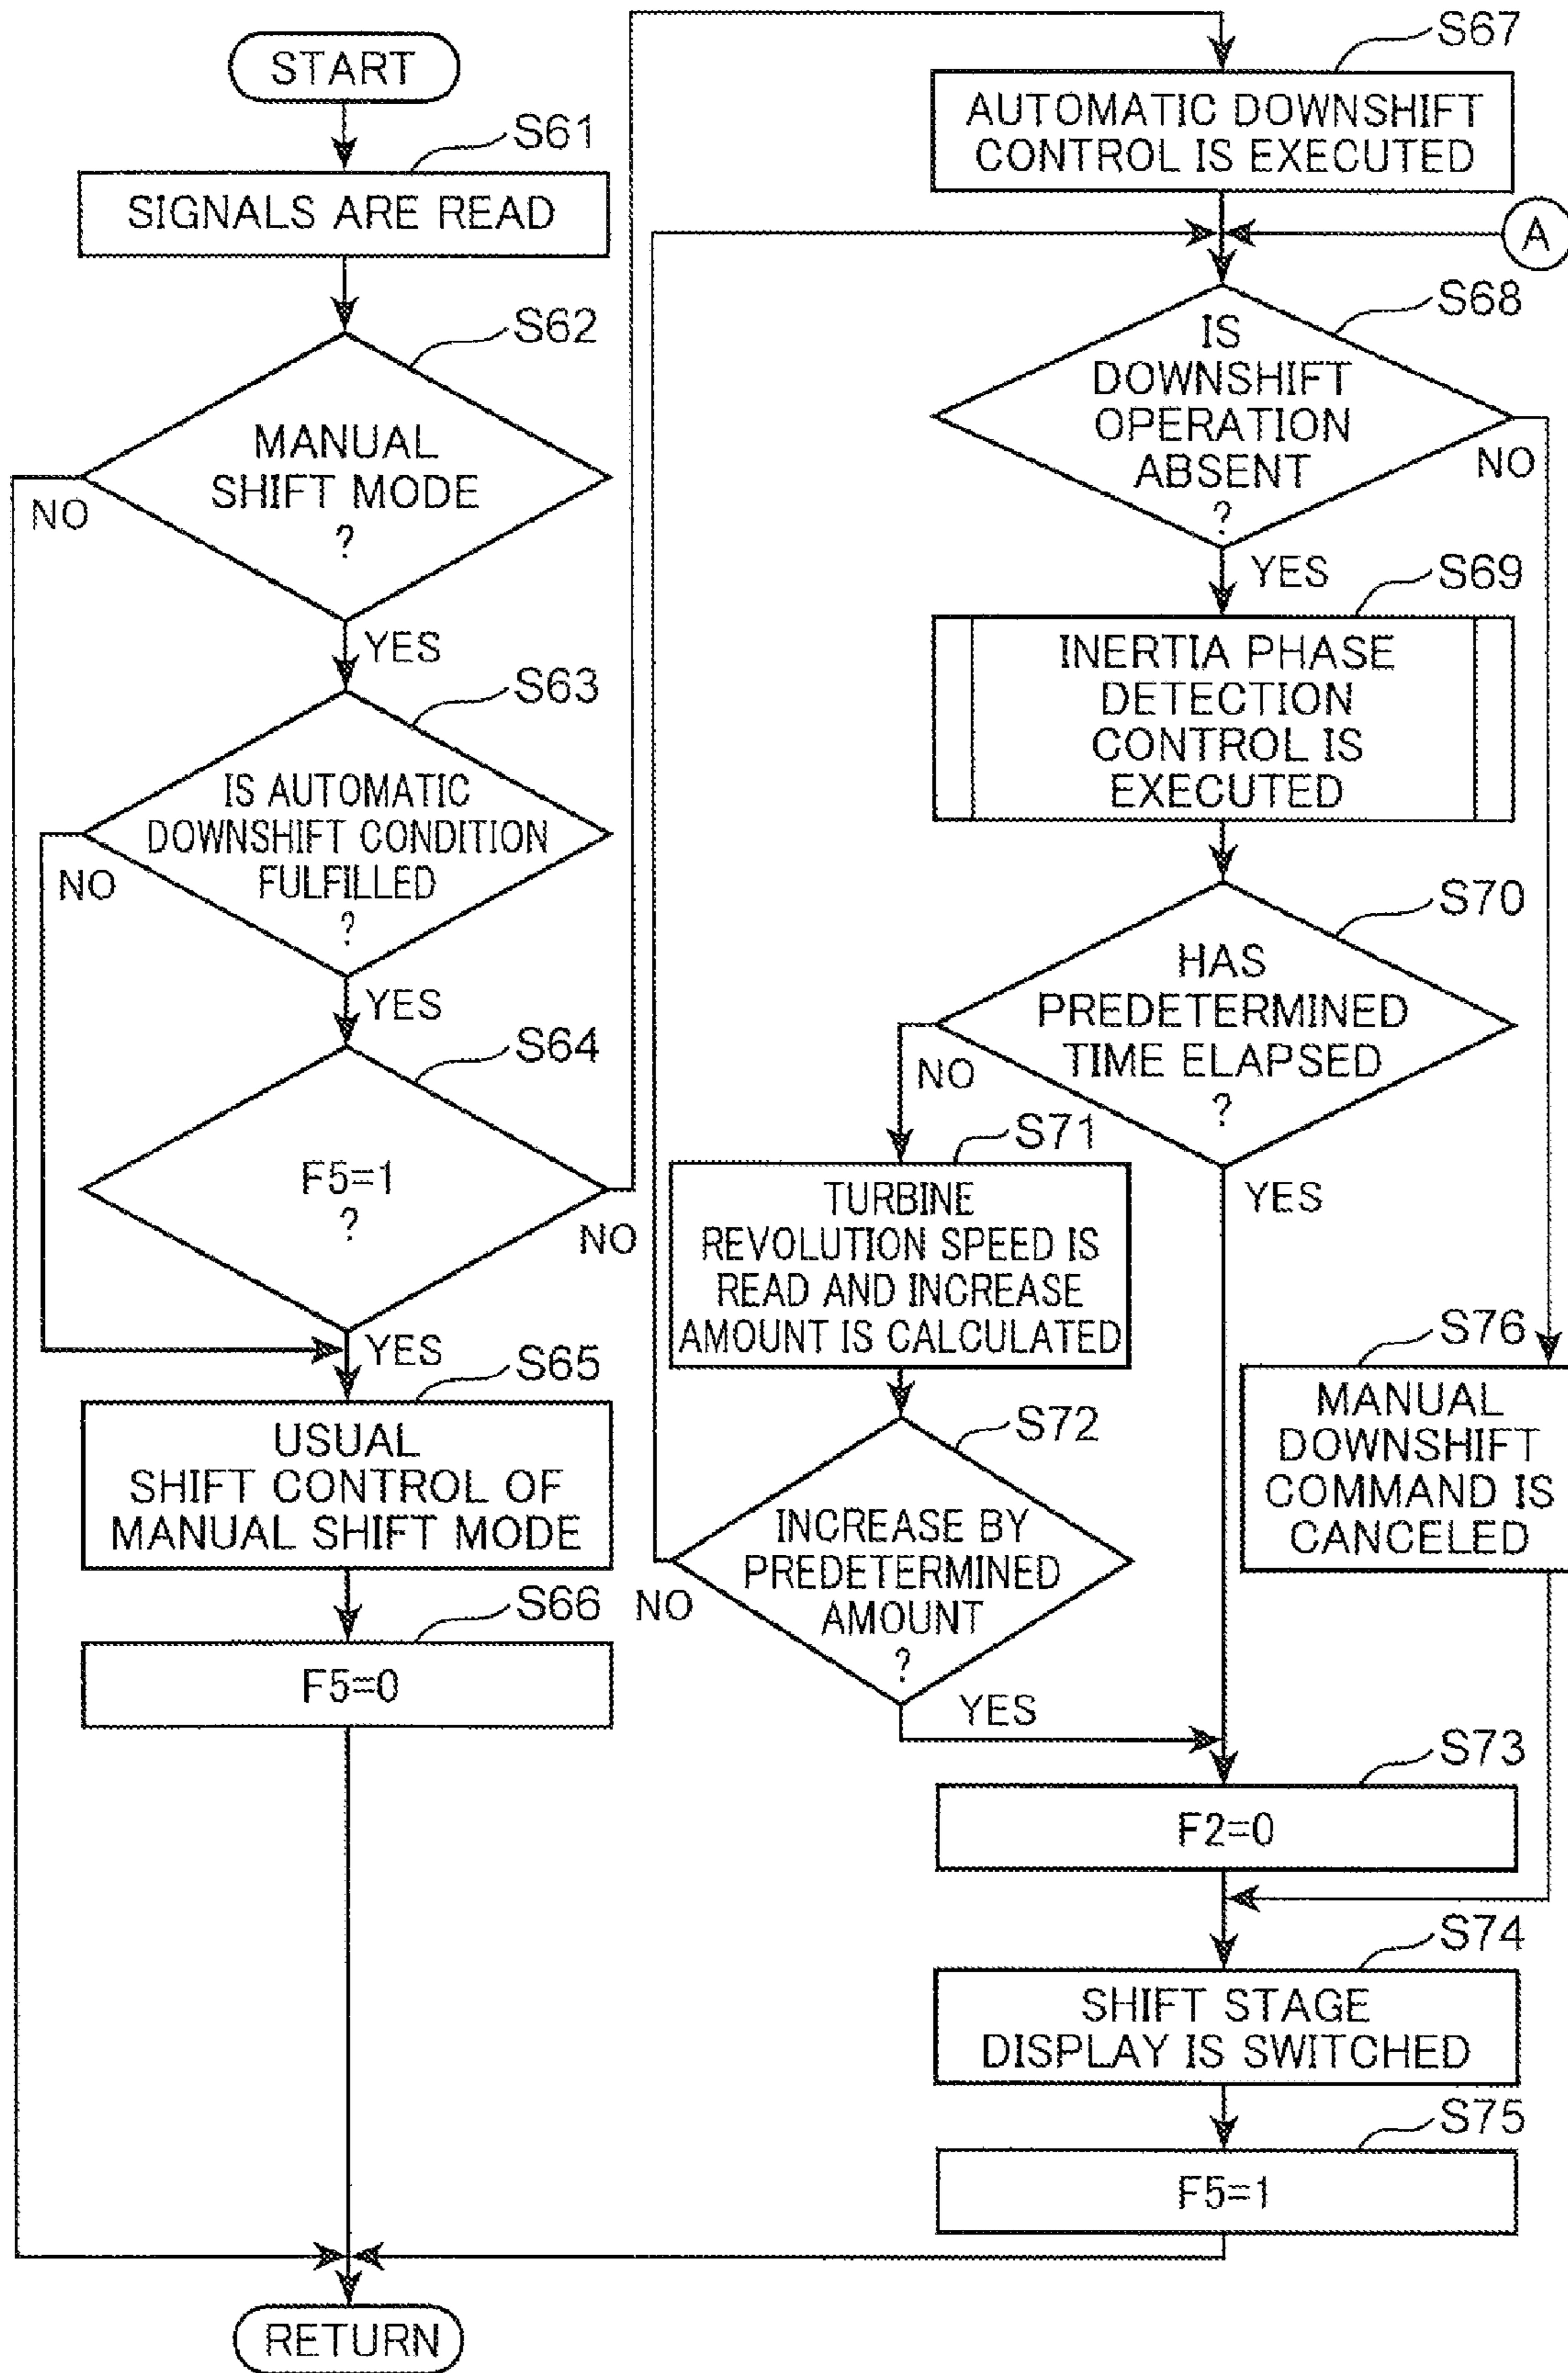 START
S61
SIGNALS ARE READ
S62
MANUAL
SHIFT MODE
?
NO
YES
S63
IS AUTOMATIC
DOWNSHIFT CONDITION
FULFILLED
?
NO
YES
S64
F5=1
?
NO
YES
S65
USUAL
SHIFT CONTROL OF
MANUAL SHIFT MODE
S66
F5=0
RETURN
S67
AUTOMATIC DOWNSHIFT
CONTROL IS EXECUTED
A
S68
IS
DOWNSHIFT
OPERATION
ABSENT
?
NO
YES
S69
INERTIA PHASE
DETECTION
CONTROL IS
EXECUTED
S70
HAS
PREDETERMINED
TIME ELAPSED
?
NO
YES
S71
TURBINE
REVOLUTION SPEED IS
READ AND INCREASE
AMOUNT IS CALCULATED
S72
INCREASE BY
PREDETERMINED
AMOUNT
?
NO
YES
S76
MANUAL
DOWNSHIFT
COMMAND IS
CANCELED
S73
F2=0
S74
SHIFT STAGE
DISPLAY IS SWITCHED
S75
F5=1